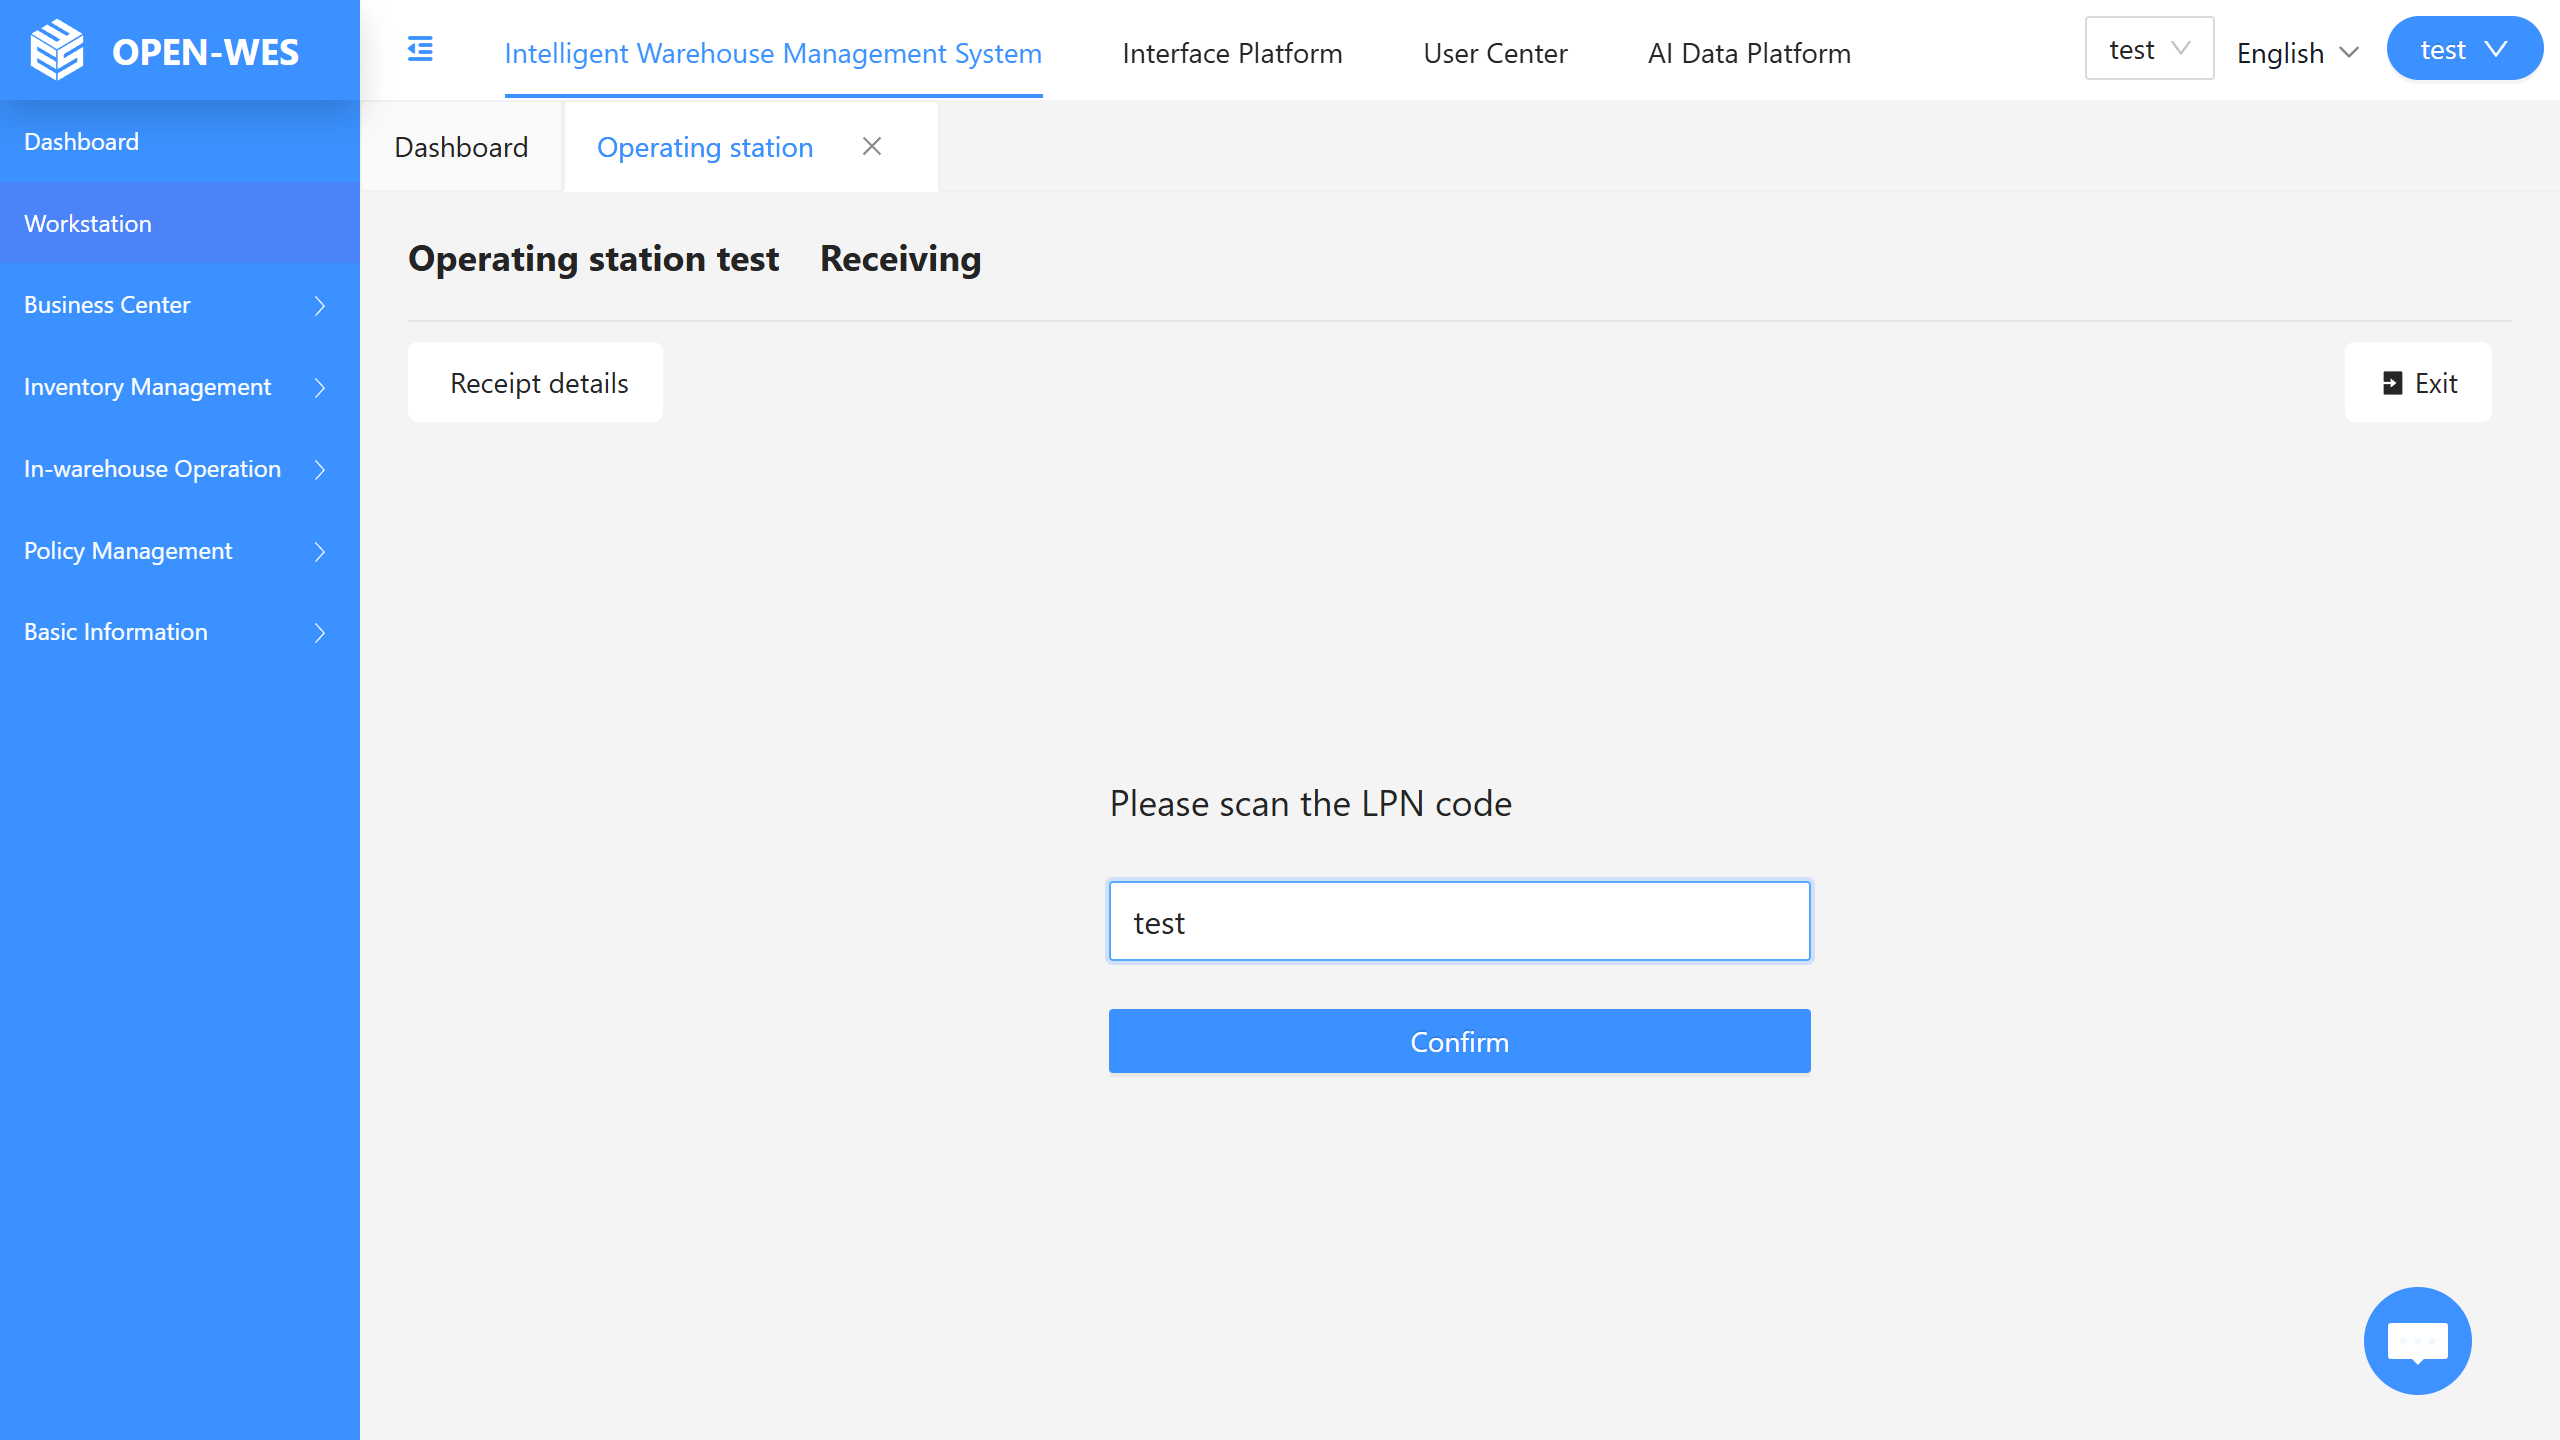 OPEN-WES
Intelligent Warehouse Management System
Interface Platform
User Center
AI Data Platform
test
English
test
Dashboard
Workstation
Business Center
Inventory Management
In-warehouse Operation
Policy Management
Basic Information
Dashboard
Operating station
Operating station test
Receiving
Receipt details
Exit
Please scan the LPN code
test
Confirm